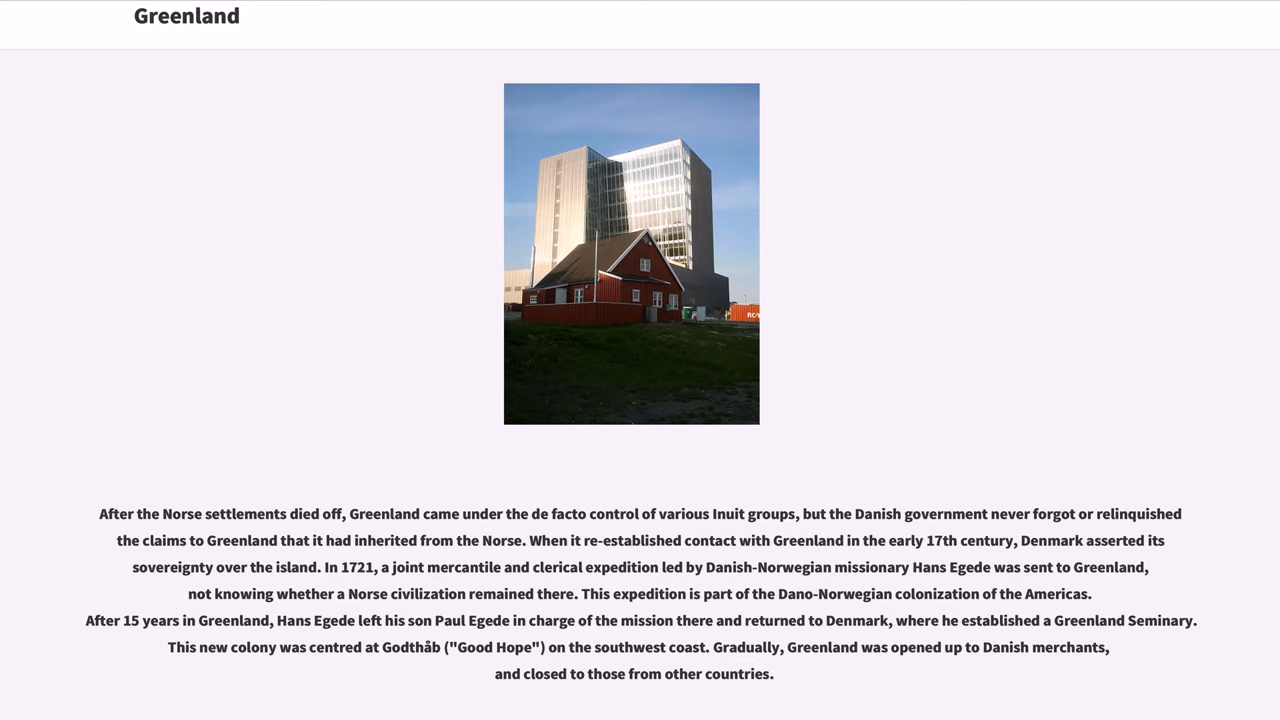 Greenland
After the Norse settlements died off, Greenland came under the de facto control of various Inuit groups, but the Danish government never forgot or relinquished
the claims to Greenland that it had inherited from the Norse. When it re-established contact with Greenland in the early 17th century, Denmark asserted its
sovereignty over the island. In 1721, a joint mercantile and clerical expedition led by Danish-Norwegian missionary Hans Egede was sent to Greenland,
not knowing whether a Norse civilization remained there. This expedition is part of the Dano-Norwegian colonization of the Americas.
After 15 years in Greenland, Hans Egede left his son Paul Egede in charge of the mission there and returned to Denmark, where he established a Greenland Seminary.
This new colony was centred at Godthåb ("Good Hope") on the southwest coast. Gradually, Greenland was opened up to Danish merchants,
and closed to those from other countries.